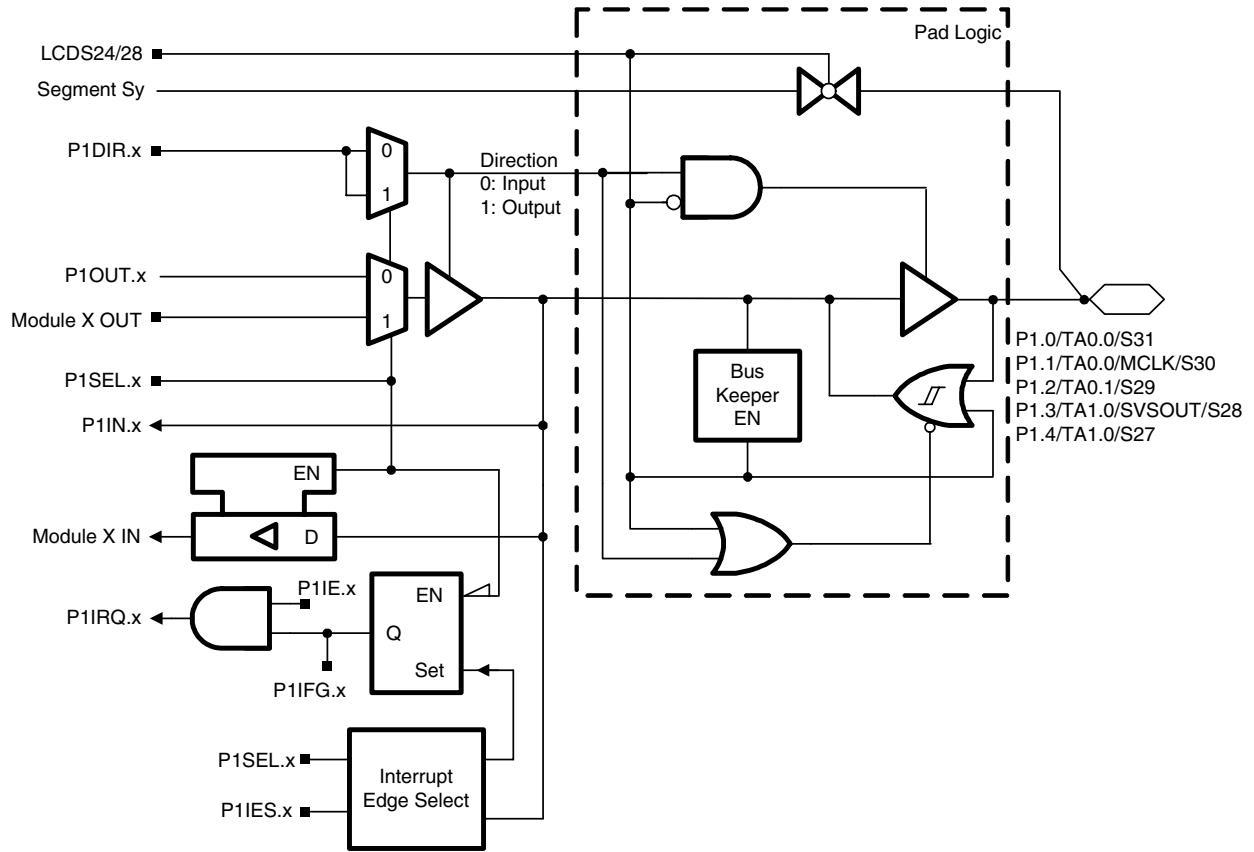 Pad Logic
LCDS24/28
Segment Sy
P1DIR.x
0
1
Direction
0: Input
1: Output
P1OUT.x
0
Module X OUT
1
P1SEL.x
P1IN.x
Bus
Keeper
EN
P1.0/TA0.0/S31
P1.1/TA0.0/MCLK/S30
P1.2/TA0.1/S29
P1.3/TA1.0/SVSOUT/S28
P1.4/TA1.0/S27
EN
Module X IN
D
P1IE.x
P1IRQ.x
EN
Q
Set
P1IFG.x
P1SEL.x
P1IES.x
Interrupt
Edge Select